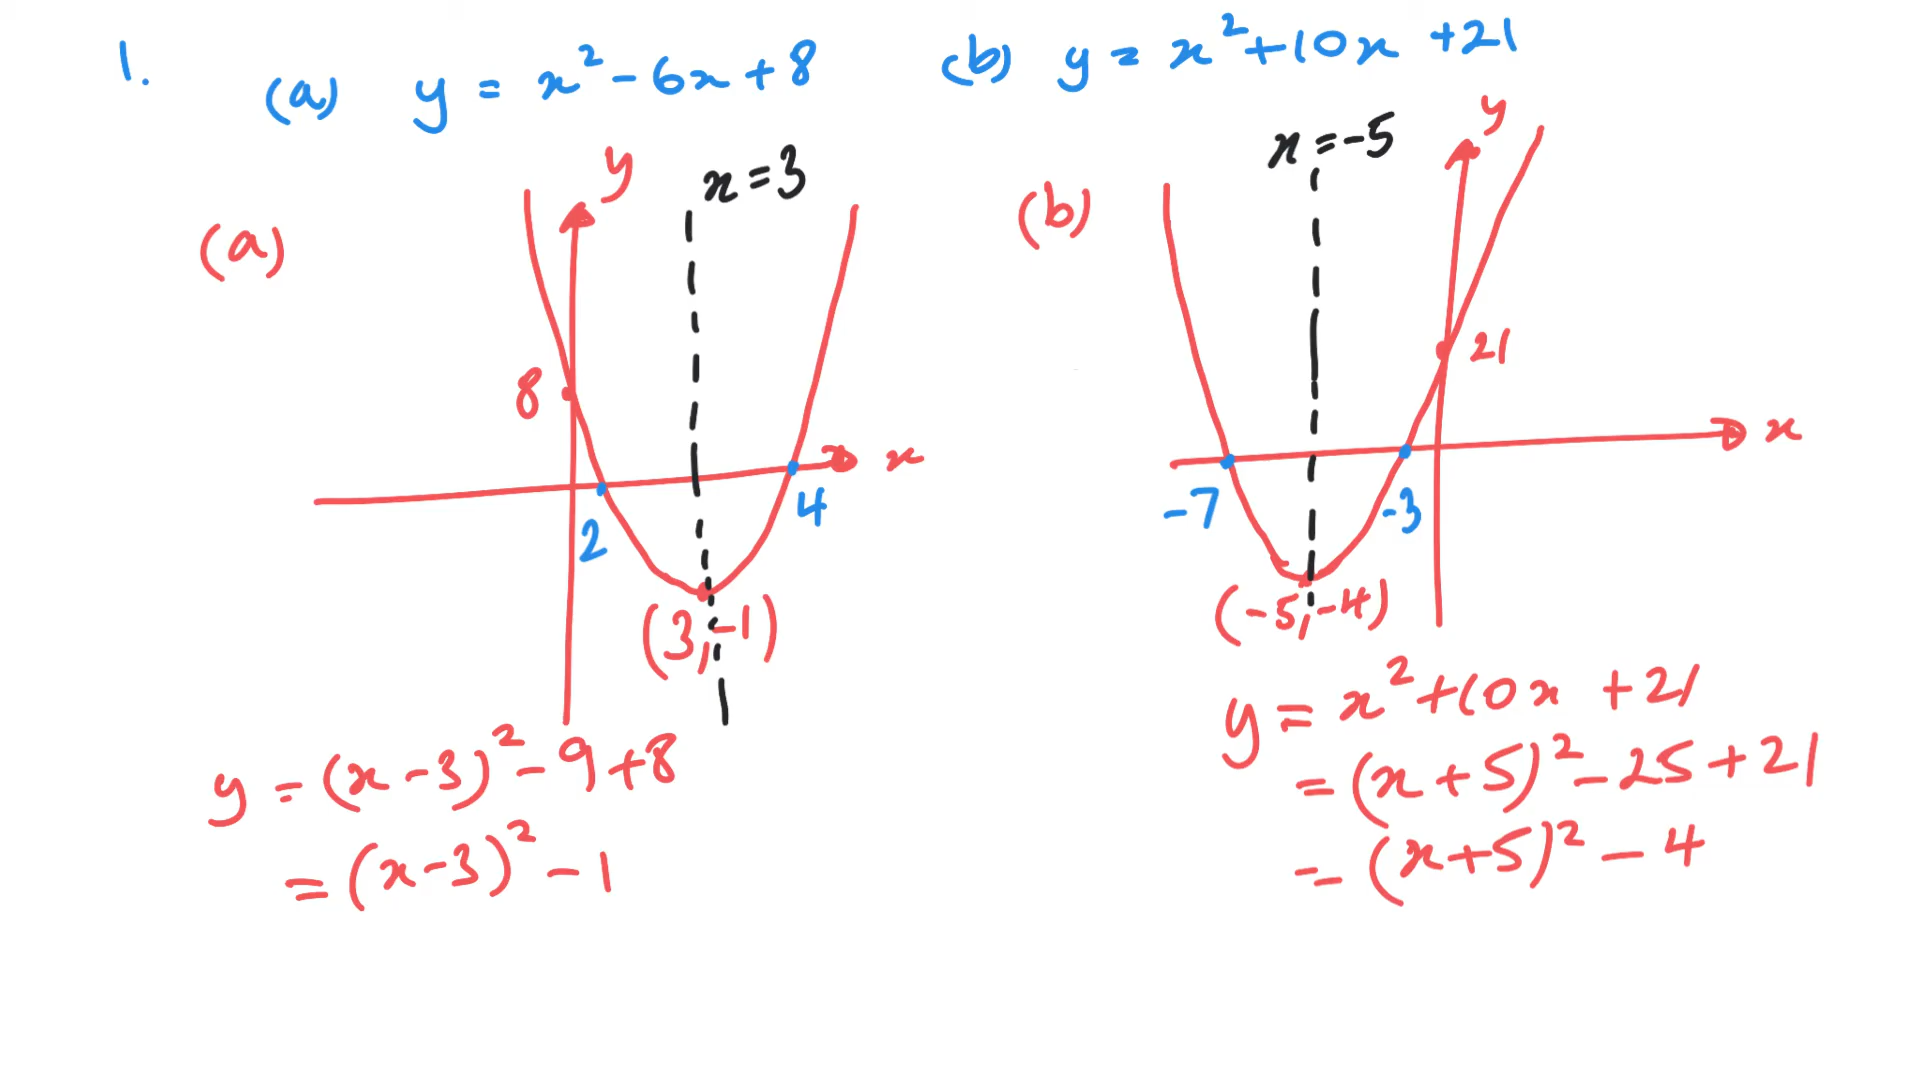 1. (a) y = x² - 6x + 8 (b) y = x² + 10x + 21
(a)
y
x = 3
8
x
2
4
(3, -1)
y = (x - 3)² - 9 + 8
= (x - 3)² - 1
(b)
x = -5
y
21
x
-7
-3
(-5, -4)
y = x² + 10x + 21
= (x + 5)² - 25 + 21
= (x + 5)² - 4